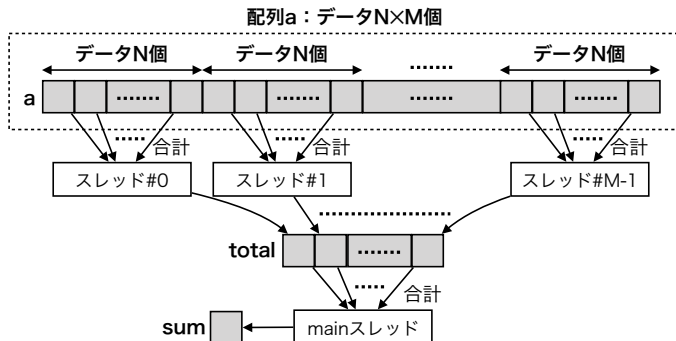 配列a：データN×M個
データN個 データN個 ....... データN個
a ....... ....... ....... .......
..... 合計 ..... 合計 ..... 合計
スレッド#0 スレッド#1 スレッド#M-1
.......................
total .......
..... 合計
sum mainスレッド